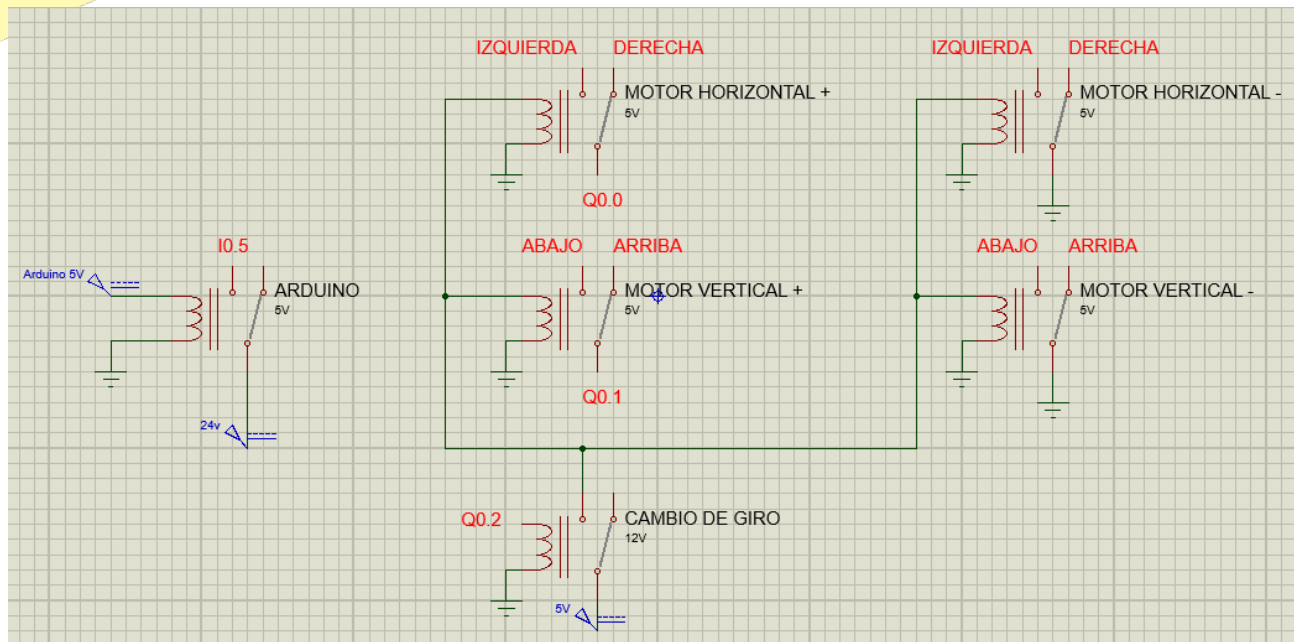 IZQUIERDA DERECHA
MOTOR HORIZONTAL +
5V
Q0.0
IZQUIERDA DERECHA
MOTOR HORIZONTAL -
5V
I0.5
Arduino 5V
ARDUINO
5V
24v
ABAJO ARRIBA
MOTOR VERTICAL +
5V
Q0.1
ABAJO ARRIBA
MOTOR VERTICAL -
5V
Q0.2
CAMBIO DE GIRO
12V
5V